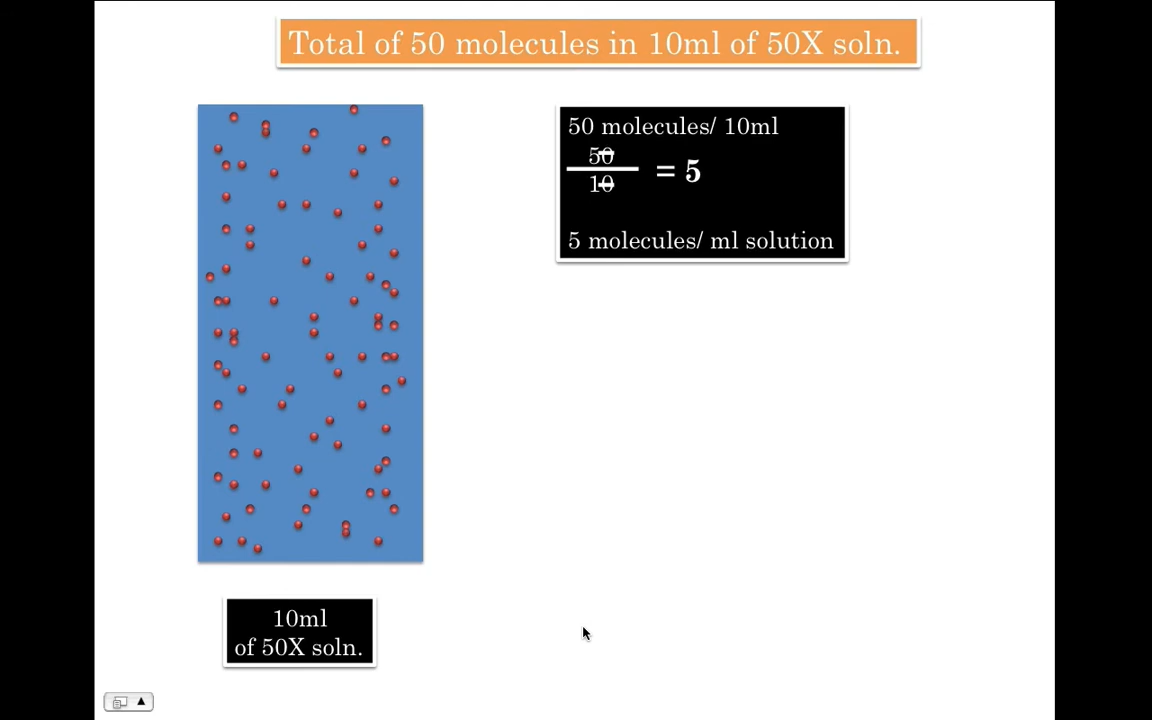 Total of 50 molecules in 10ml of 50X soln.
50 molecules/ 10ml
50
10
= 5
5 molecules/ ml solution
10ml
of 50X soln.